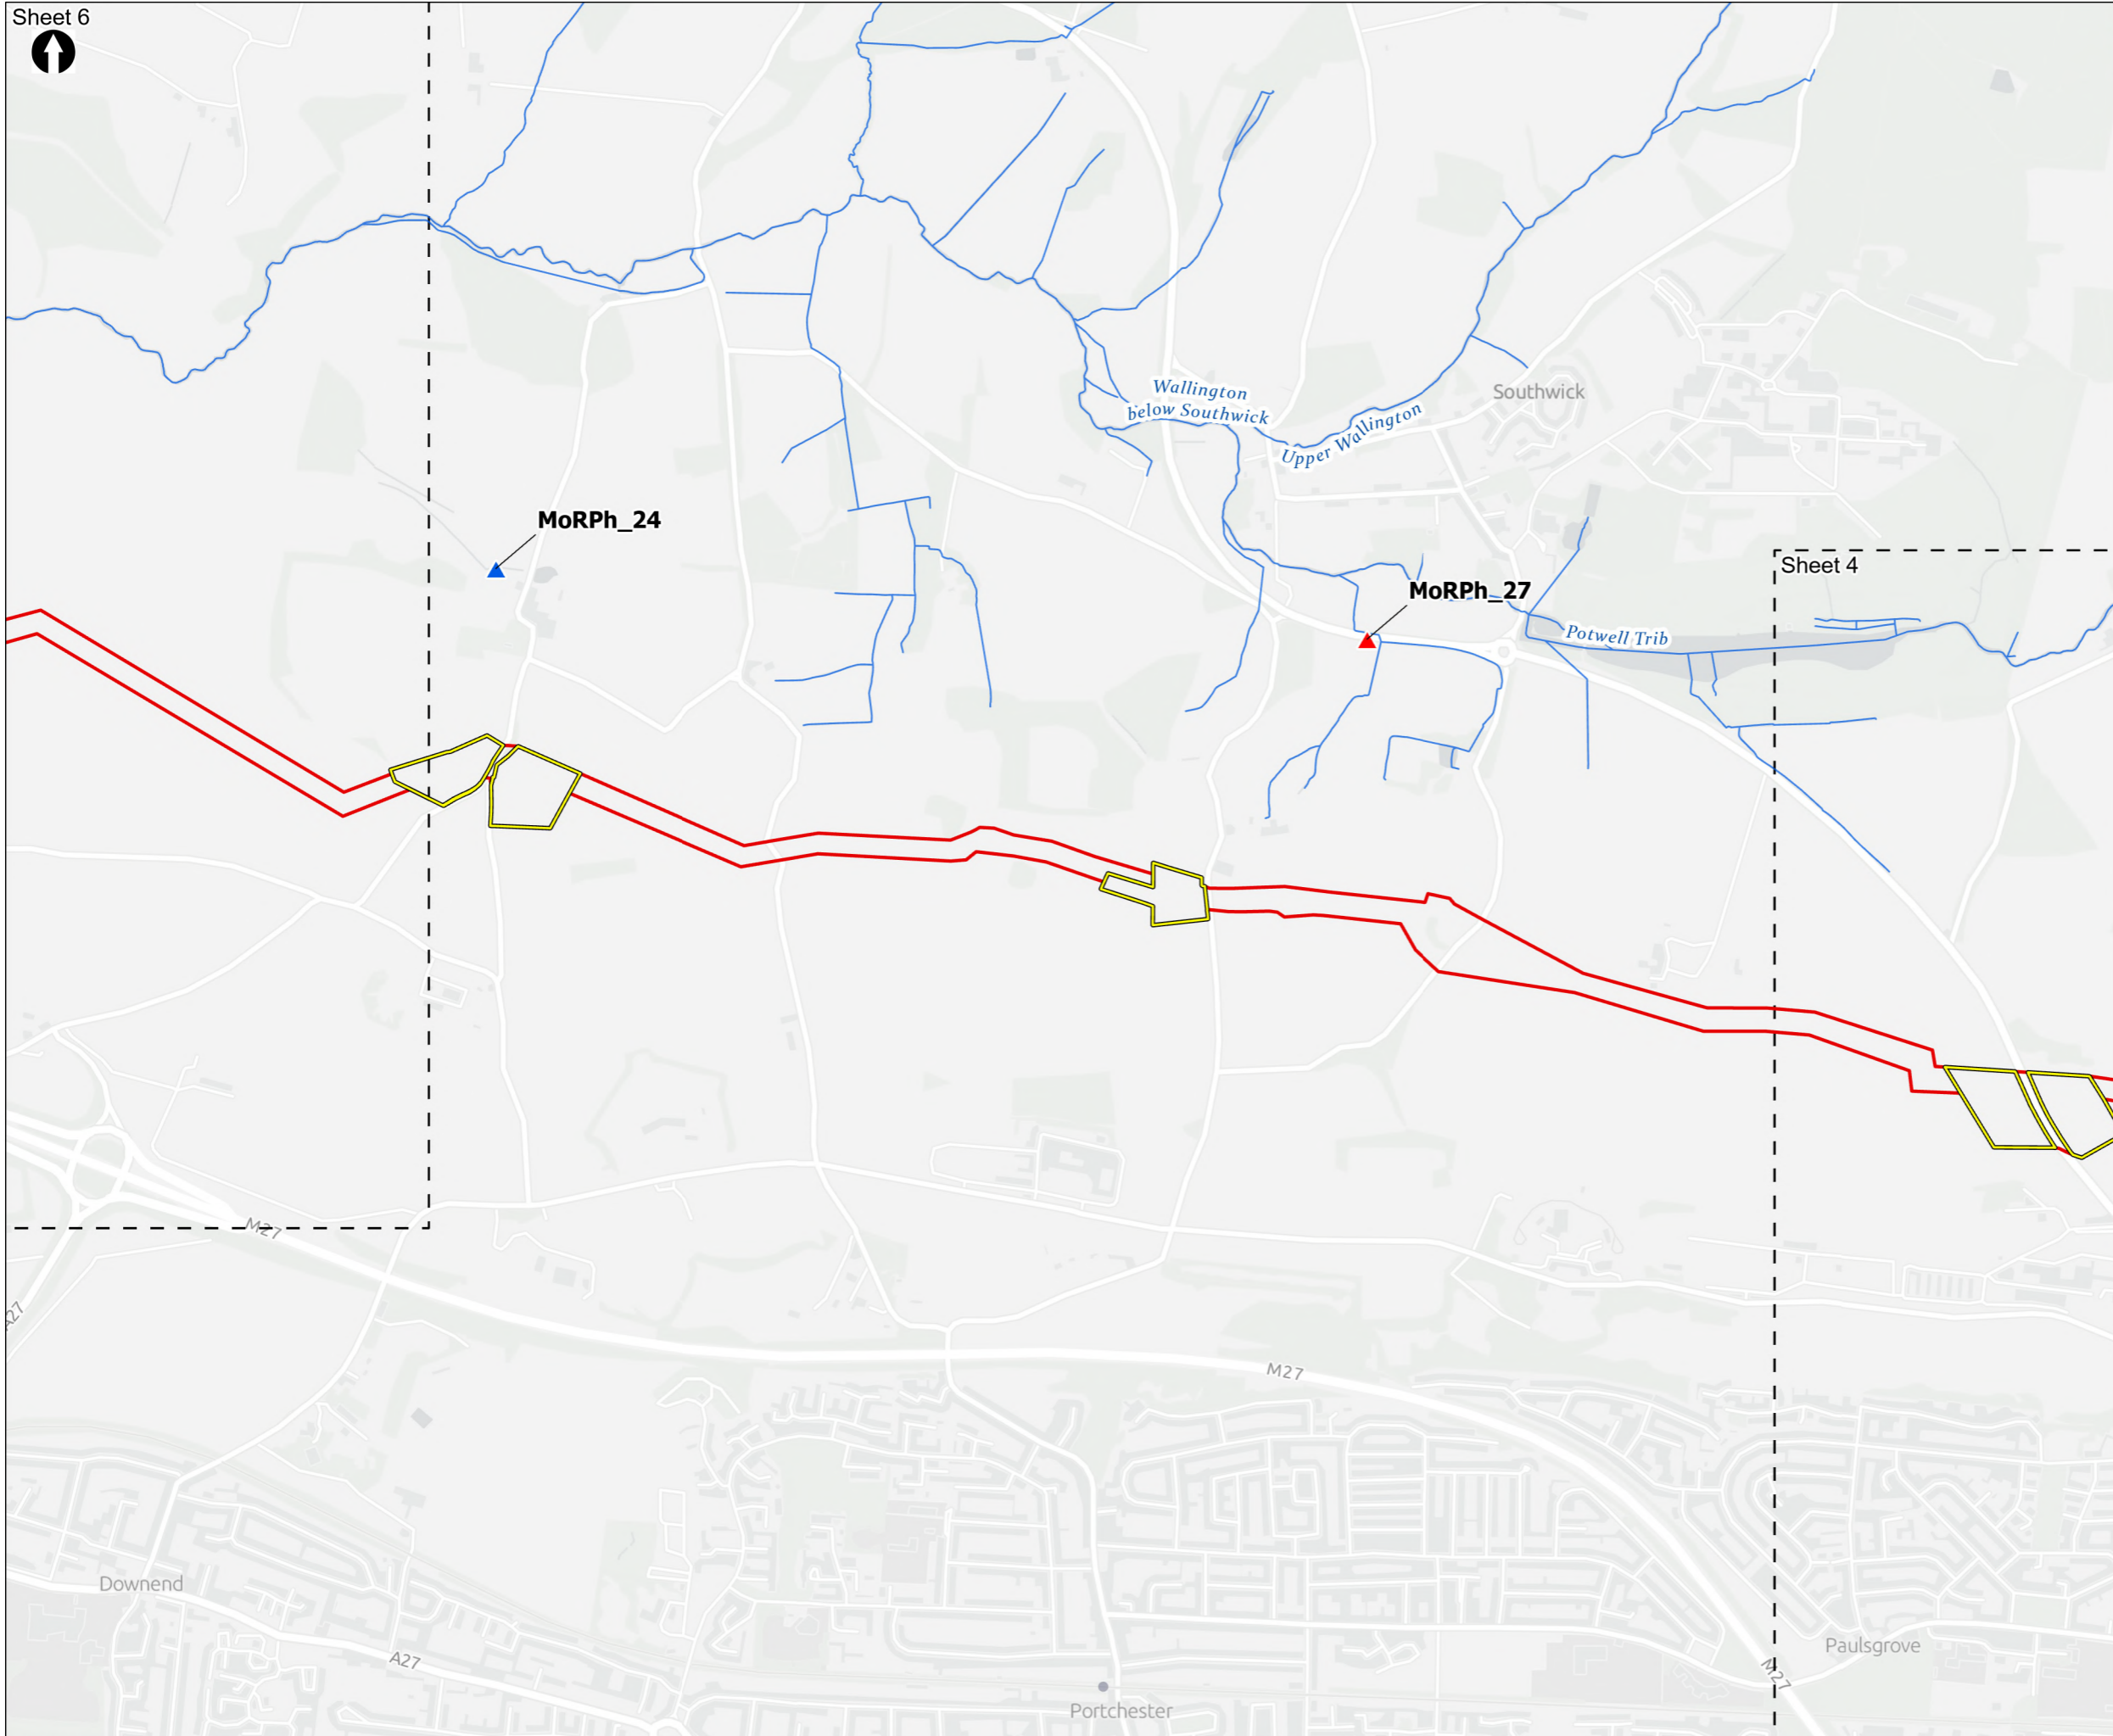 Sheet 6
Wallington
below Southwick
Upper Wallington
Southwick
MoRPh_24
Sheet 4
MoRPh_27
Potwell Trib
M27
A27
M27
Downend
Paulsgrove
A27
M27
Portchester